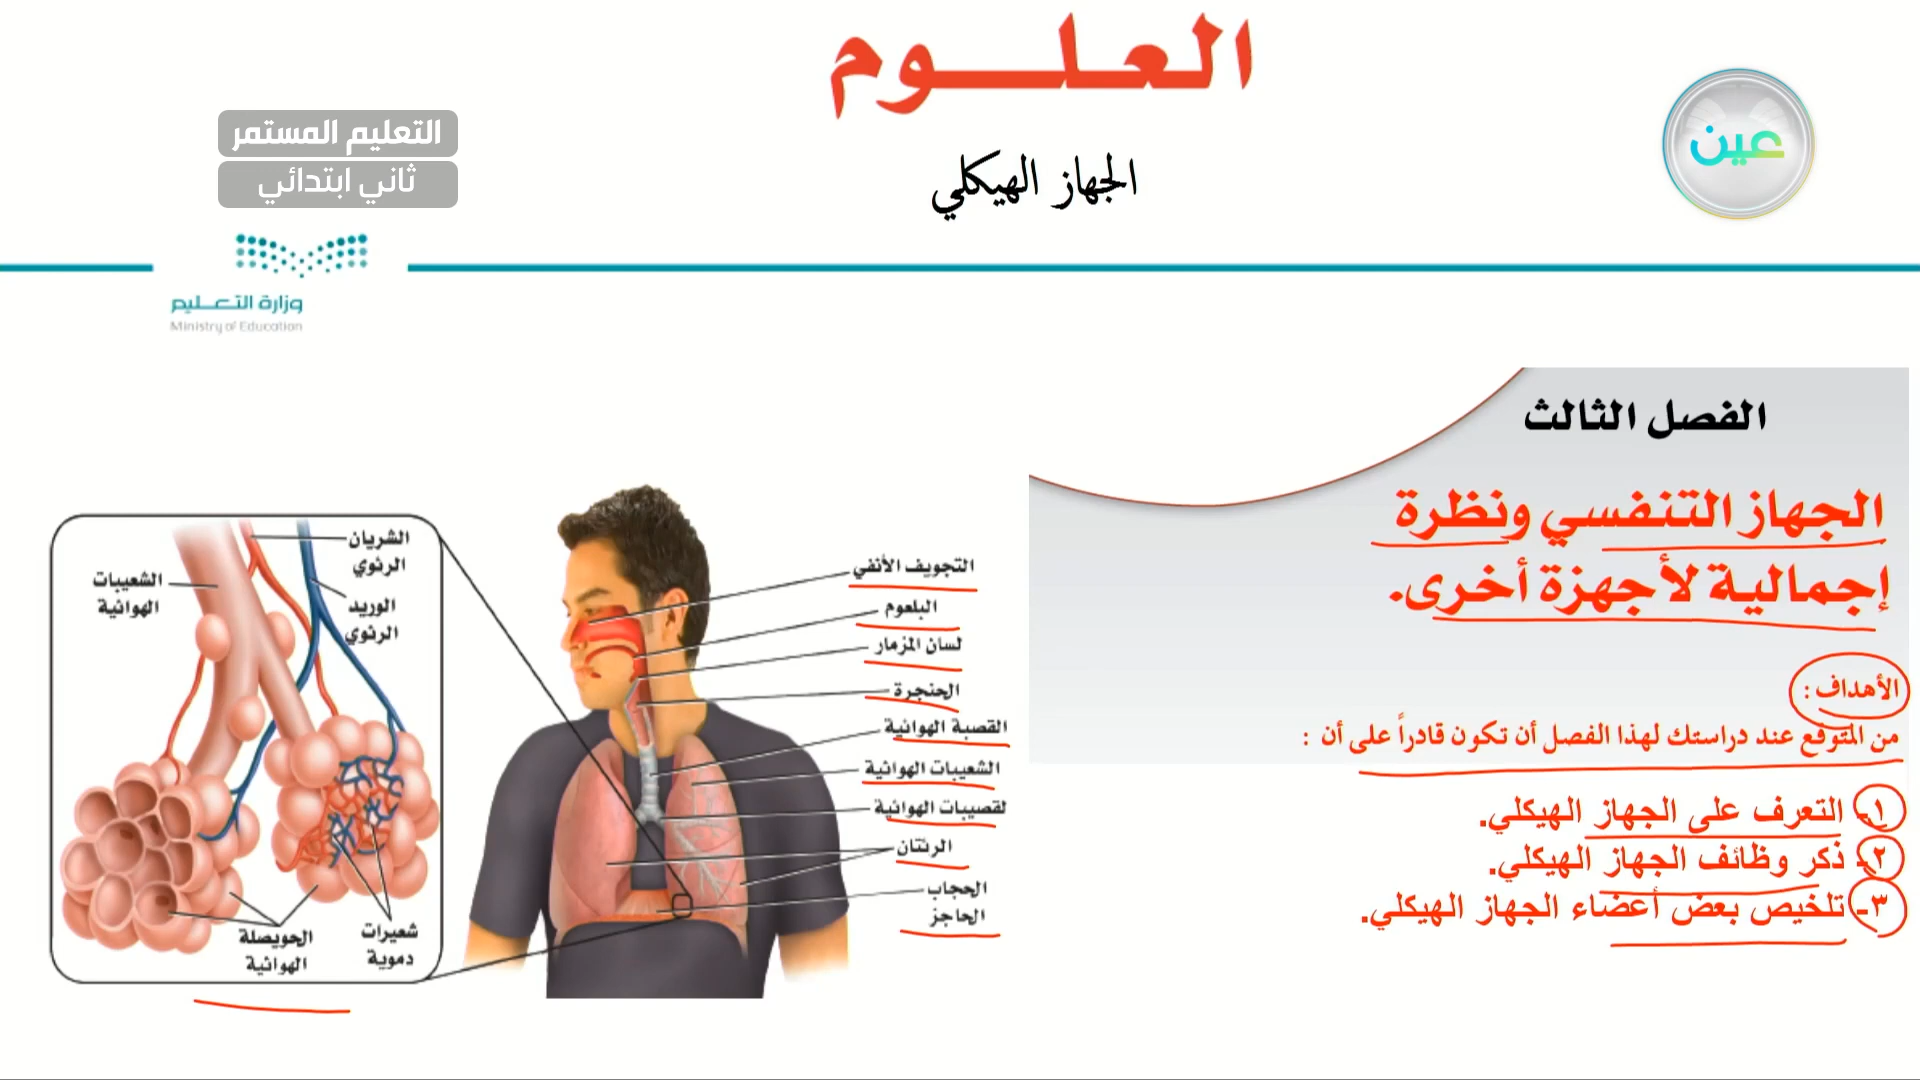 العلــوم
الجهاز الهيكلي
عين
التعليم المستمر
ثاني ابتدائي
وزارة التعـــليم
Ministry of Education
الفصل الثالث
الجهاز التنفسي ونظرة
إجمالية لأجهزة أخرى.
الأهداف :
من المتوقع عند دراستك لهذا الفصل أن تكون قادراً على أن :
١- التعرف على الجهاز الهيكلي.
٢- ذكر وظائف الجهاز الهيكلي.
٣- تلخيص بعض أعضاء الجهاز الهيكلي.
التجويف الأنفي
البلعوم
لسان المزمار
الحنجرة
القصبة الهوائية
الشعيبات الهوائية
لقصيبات الهوائية
الرئتان
الحجاب
الحاجز
الشريان
الرئوي
الوريد
الرئوي
الشعيبات
الهوائية
شعيرات
دموية
الحويصلة
الهوائية